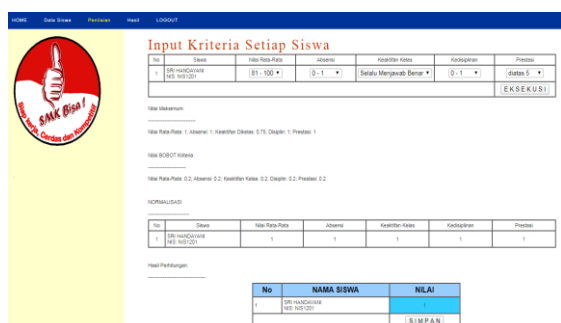 HOME Data Siswa Penilaian Hasil LOGOUT
Input Kriteria Setiap Siswa
No Siswa Nilai Rata-Rata Absensi Keaktifan Kelas Kedisiplinan Prestasi
1 SRI HANDAYANI
NIS: NIS1201 81 - 100 0 - 1 Selalu Menjawab Benar 0 - 1 diatas 5
EKSEKUSI
SMK Bisa!
Siap Kerja, Cerdas dan Kompetitif
Nilai Maksimum
Nilai Rata-Rata: 1, Absensi: 1, Keaktifan Dikelas: 0.75, Disiplin: 1, Prestasi: 1
Nilai BOBOT Kriteria
Nilai Rata-Rata: 0.2, Absensi: 0.2, Keaktifan Kelas: 0.2, Disiplin: 0.2, Prestasi: 0.2
NORMALISASI
No Siswa Nilai Rata-Rata Absensi Keaktifan Kelas Kedisiplinan Prestasi
1 SRI HANDAYANI
NIS: NIS1201 1 1 1 1 1
Hasil Perhitungan:
No NAMA SISWA NILAI
1 SRI HANDAYANI
NIS: NIS1201 1
SIMPAN